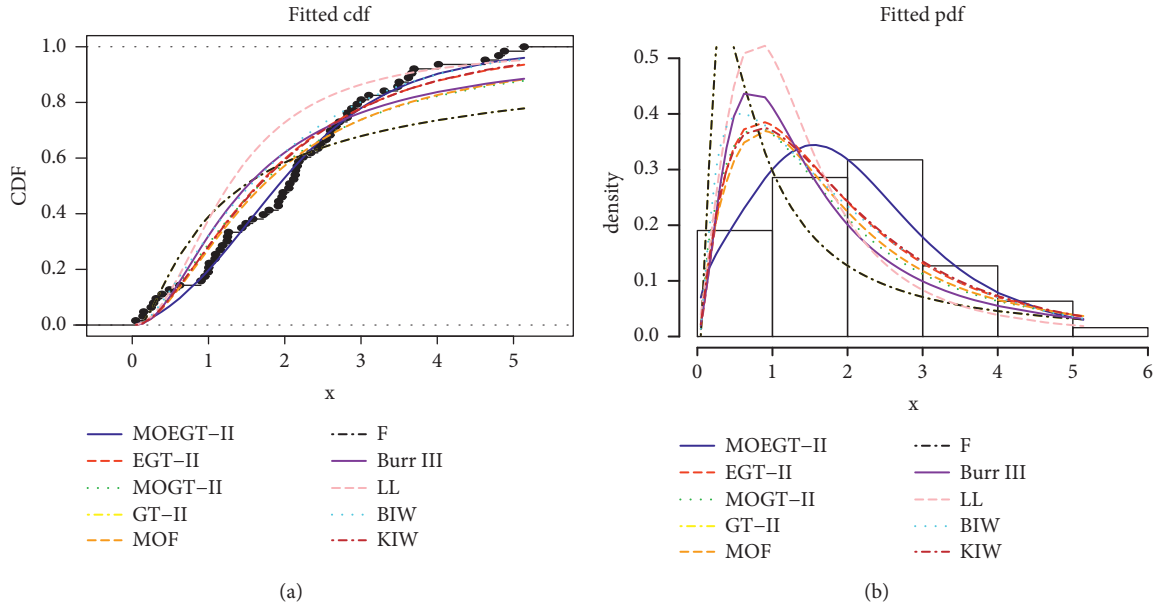 Fitted cdf
1.0
0.8
0.6
0.4
0.2
0.0
CDF
0 1 2 3 4 5
x
MOEGT−II
EGT−II
MOGT−II
GT−II
MOF
F
Burr III
LL
BIW
KIW
(a)
Fitted pdf
0.5
0.4
0.3
0.2
0.1
0.0
density
0 1 2 3 4 5 6
x
MOEGT−II
EGT−II
MOGT−II
GT−II
MOF
F
Burr III
LL
BIW
KIW
(b)